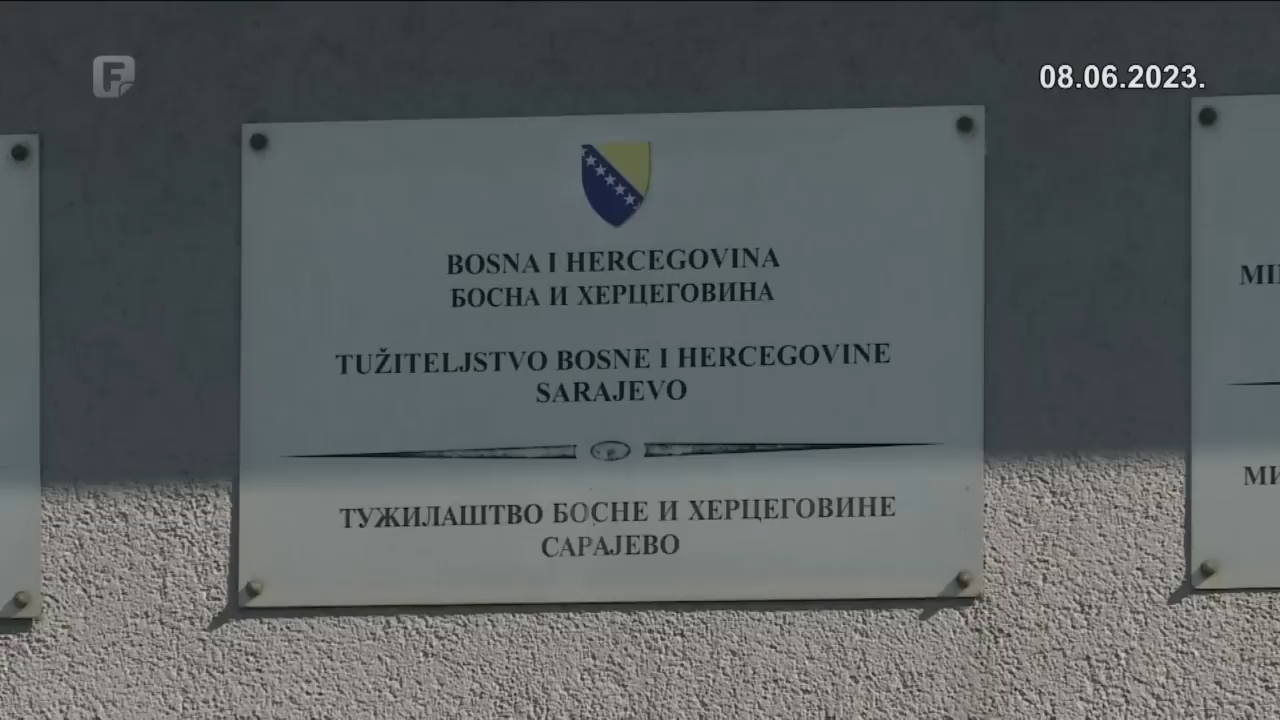 F
08.06.2023.
BOSNA I HERCEGOVINA
БОСНА И ХЕРЦЕГОВИНА
TUŽITELJSTVO BOSNE I HERCEGOVINE
SARAJEVO
ТУЖИЛАШТВО БОСНЕ И ХЕРЦЕГОВИНЕ
САРАЈЕВО